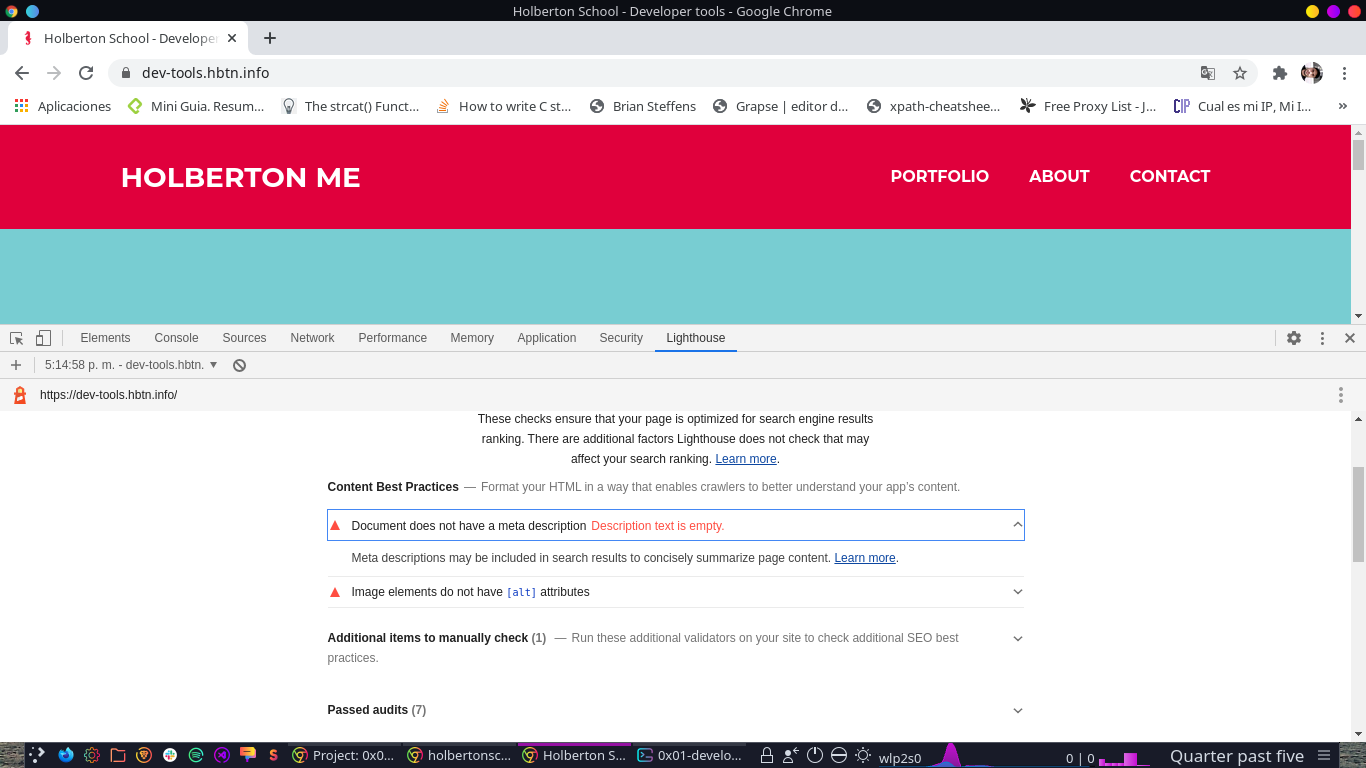 Holberton School - Developer tools - Google Chrome
Holberton School - Develope
dev-tools.hbtn.info
Aplicaciones Mini Guia. Resum... The strcat() Funct... How to write C st... Brian Steffens Grapse | editor d... xpath-cheatshee... Free Proxy List - J... Cual es mi IP, Mi I... »
HOLBERTON ME PORTFOLIO ABOUT CONTACT
Elements Console Sources Network Performance Memory Application Security Lighthouse
5:14:58 p. m. - dev-tools.hbtn.
https://dev-tools.hbtn.info/
These checks ensure that your page is optimized for search engine results
ranking. There are additional factors Lighthouse does not check that may
affect your search ranking. Learn more.
Content Best Practices — Format your HTML in a way that enables crawlers to better understand your app’s content.
Document does not have a meta description Description text is empty.
Meta descriptions may be included in search results to concisely summarize page content. Learn more.
Image elements do not have [alt] attributes
Additional items to manually check (1) — Run these additional validators on your site to check additional SEO best
practices.
Passed audits (7)
Project: 0x0... holbertonsc... Holberton S... 0x01-develo... wlp2s0 0 | 0 Quarter past five